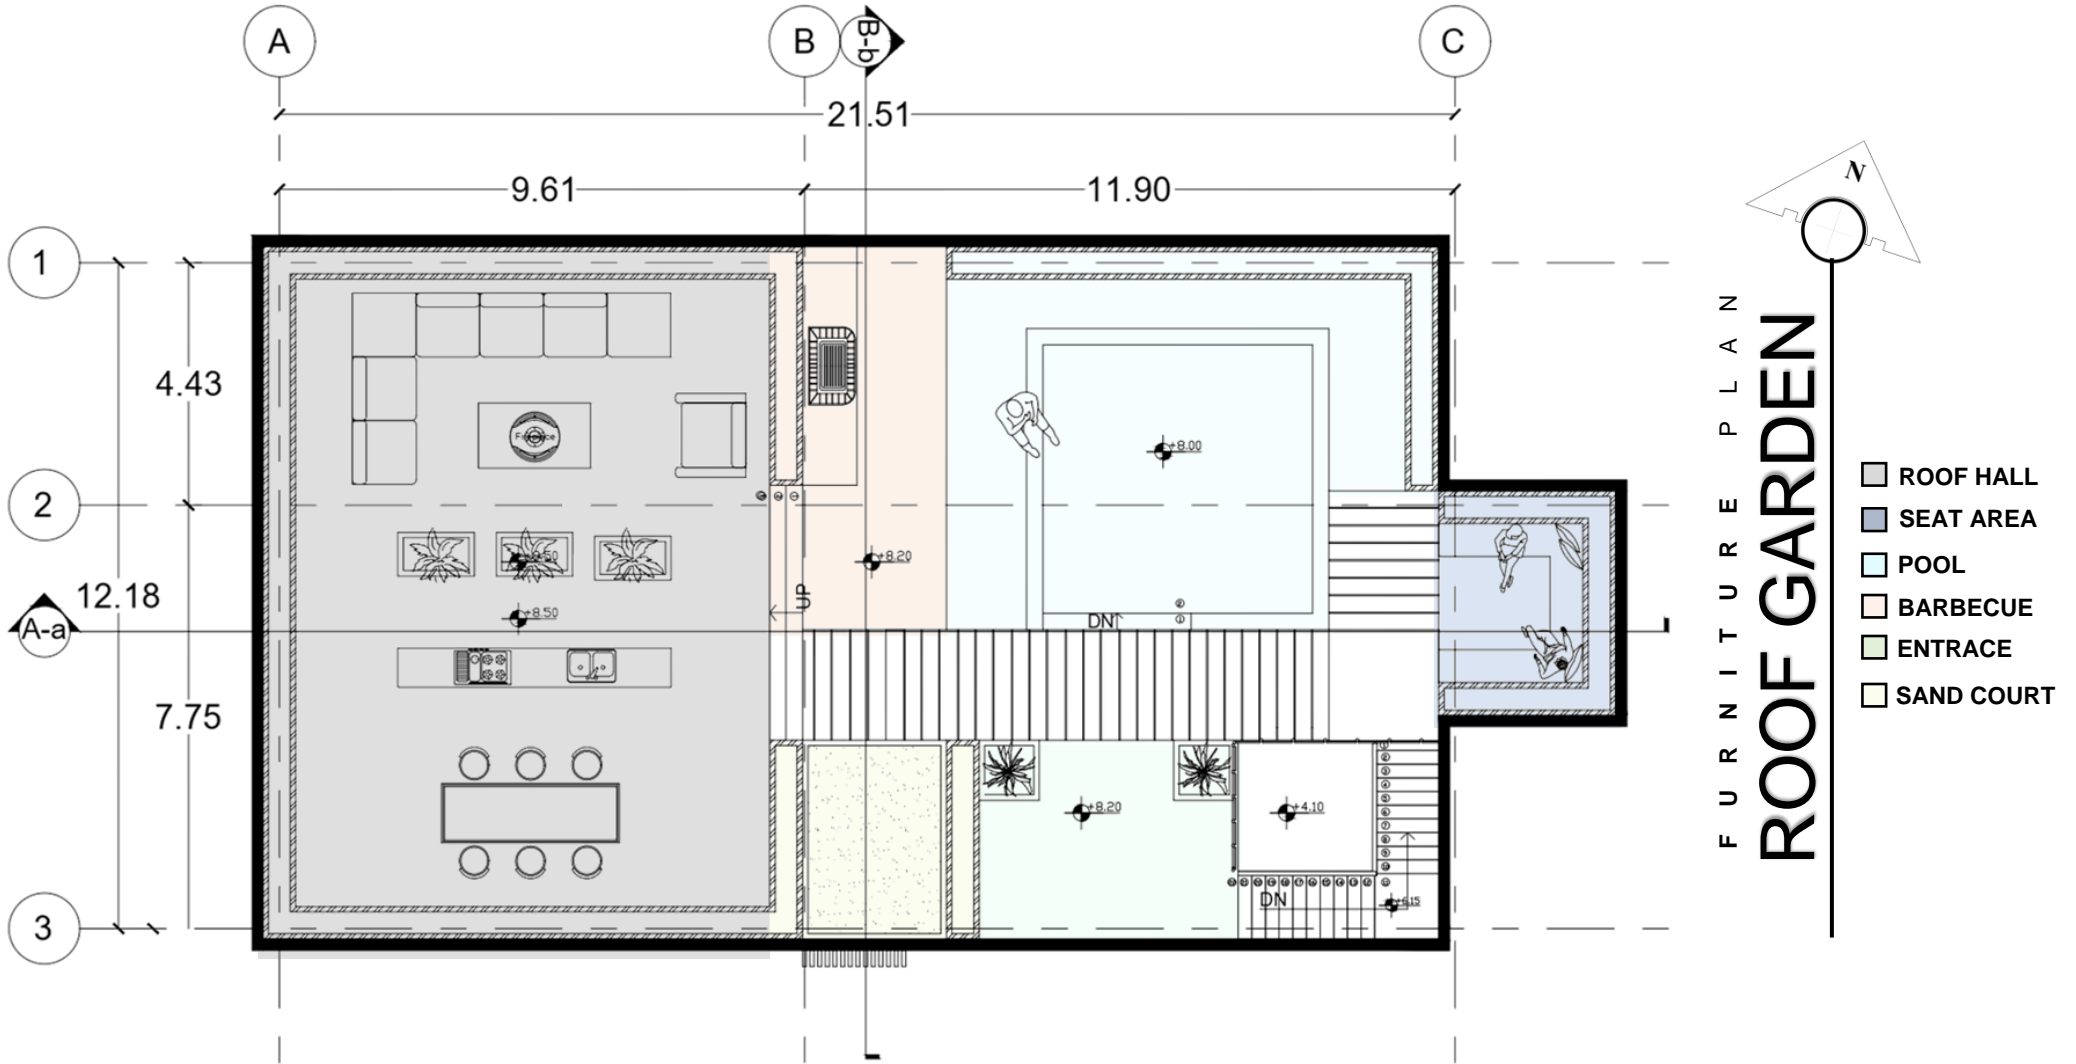 A
B
B-b
C
21.51
9.61
11.90
N
1
4.43
2
12.18
A-a
7.75
3
Fireplace
+8.00
+8.20
+8.50
UP
DN
+8.20
+4.10
DN
+6.15
FURNITURE PLAN
ROOF GARDEN
ROOF HALL
SEAT AREA
POOL
BARBECUE
ENTRACE
SAND COURT